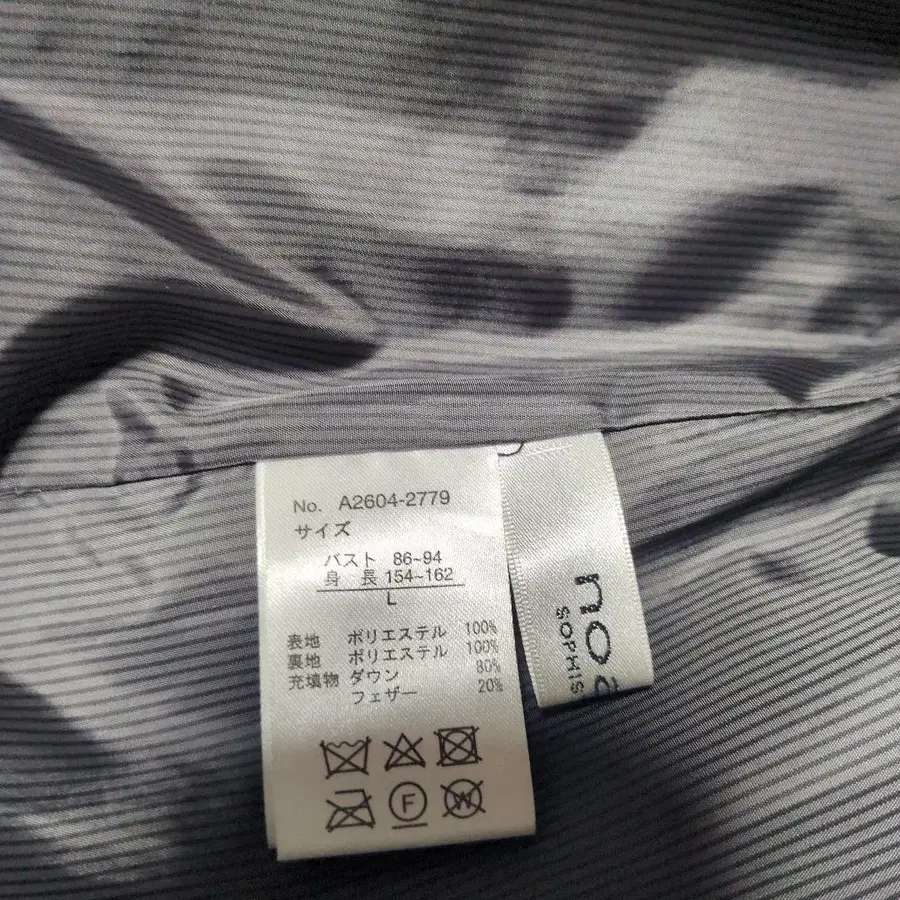 No. A2604-2779
サイズ
バスト 86~94
身 長 154~162
L
表地 ポリエステル 100%
裏地 ポリエステル 100%
充填物 ダウン 80%
フェザー 20%
F
W
no
SOPHIS